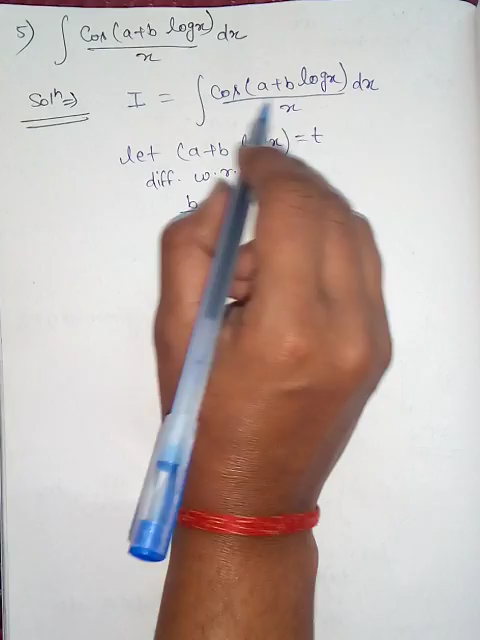 5) ∫ cos(a+b logx)/x dx
Solⁿ⇒ I = ∫ cos(a+b logx)/x dx
let (a+b x) = t
diff. w.r.
b